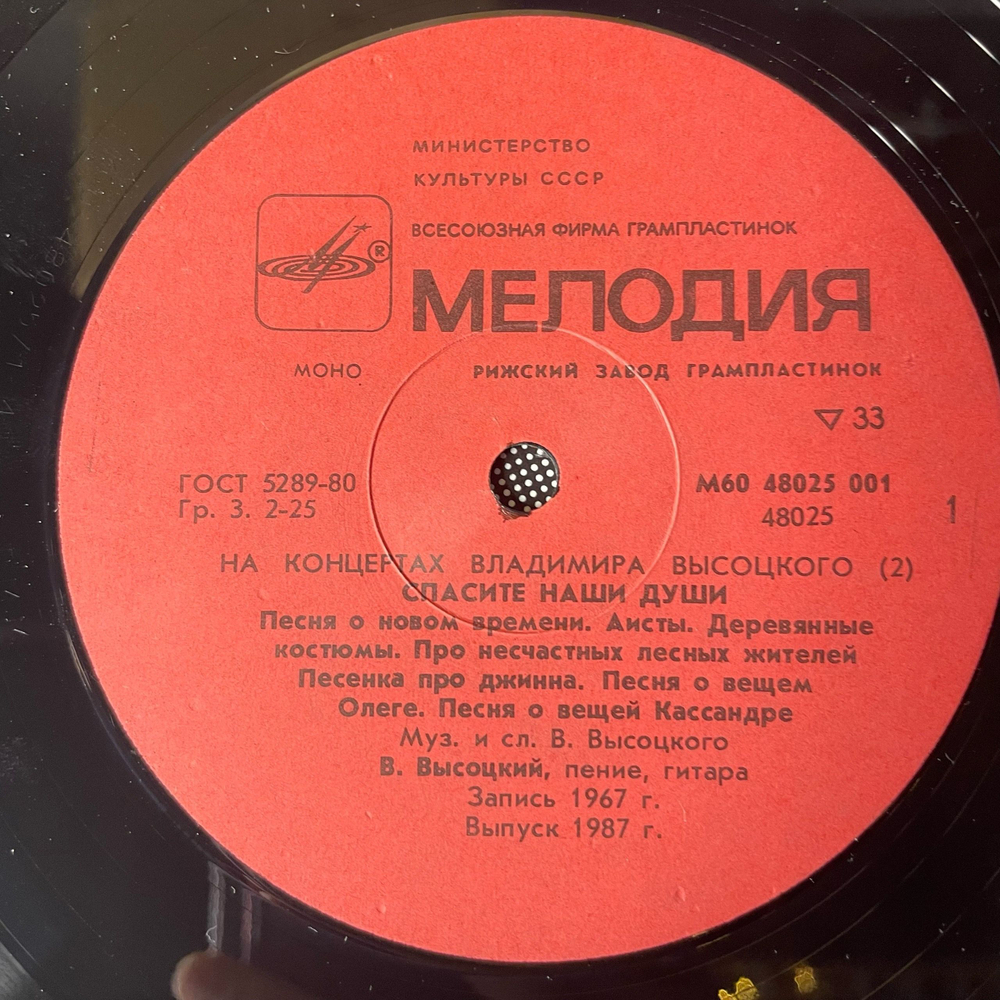 МИНИСТЕРСТВО
КУЛЬТУРЫ СССР
ВСЕСОЮЗНАЯ ФИРМА ГРАМПЛАСТИНОК
®
МЕЛОДИЯ
МОНО РИЖСКИЙ ЗАВОД ГРАМПЛАСТИНОК
▽ 33
ГОСТ 5289-80 М60 48025 001
Гр. 3. 2-25 48025 1
НА КОНЦЕРТАХ ВЛАДИМИРА ВЫСОЦКОГО (2)
СПАСИТЕ НАШИ ДУШИ
Песня о новом времени. Аисты. Деревянные
костюмы. Про несчастных лесных жителей
Песенка про джинна. Песня о вещем
Олеге. Песня о вещей Кассандре
Муз. и сл. В. Высоцкого
В. Высоцкий, пение, гитара
Запись 1967 г.
Выпуск 1987 г.